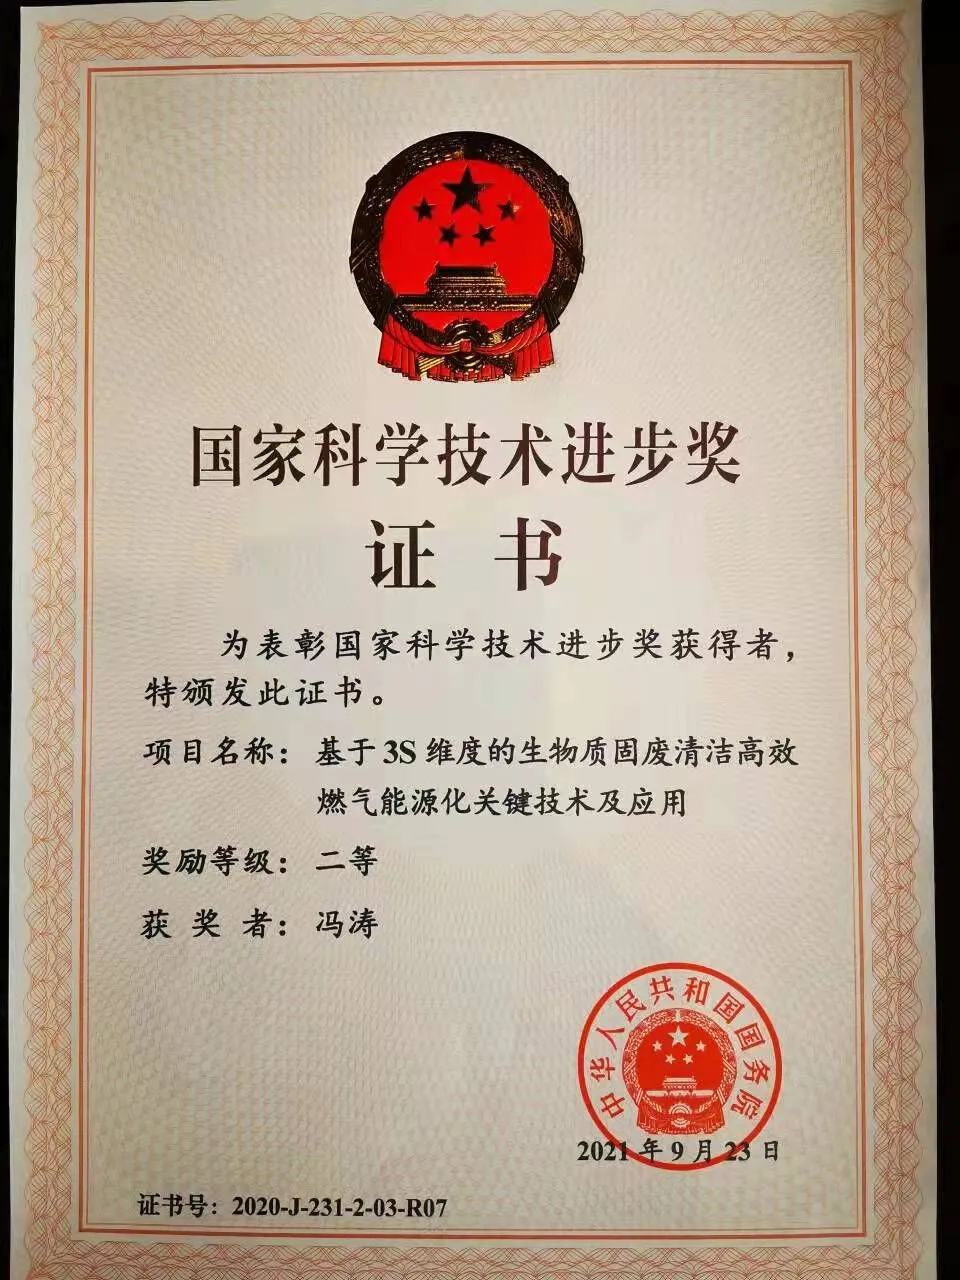 国家科学技术进步奖
证书
为表彰国家科学技术进步奖获得者，
特颁发此证书。
项目名称：基于3S维度的生物质固废清洁高效
燃气能源化关键技术及应用
奖励等级：二等
获奖者：冯涛
中华人民共和国国务院
2021年9月23日
证书号：2020-J-231-2-03-R07